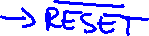 → RESET